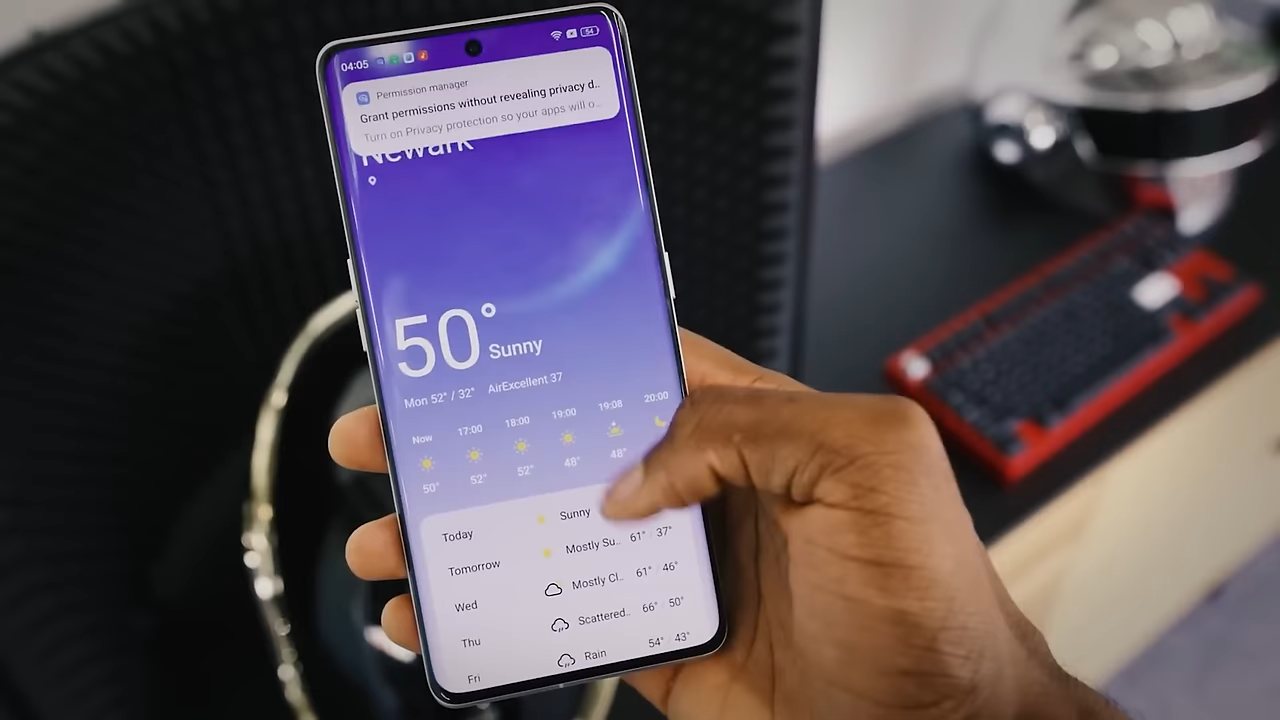 04:05
54
Permission manager
Grant permissions without revealing privacy d..
Turn on Privacy protection so your apps will o...
Newark
50° Sunny
Mon 52° / 32° AirExcellent 37
Now 17:00 18:00 19:00 19:08 20:00
50° 52° 52° 48° 48°
Today Sunny
Tomorrow Mostly Su.. 61° 37°
Wed Mostly Cl.. 61° 46°
Thu Scattered.. 66° 50°
Fri Rain 54° 43°